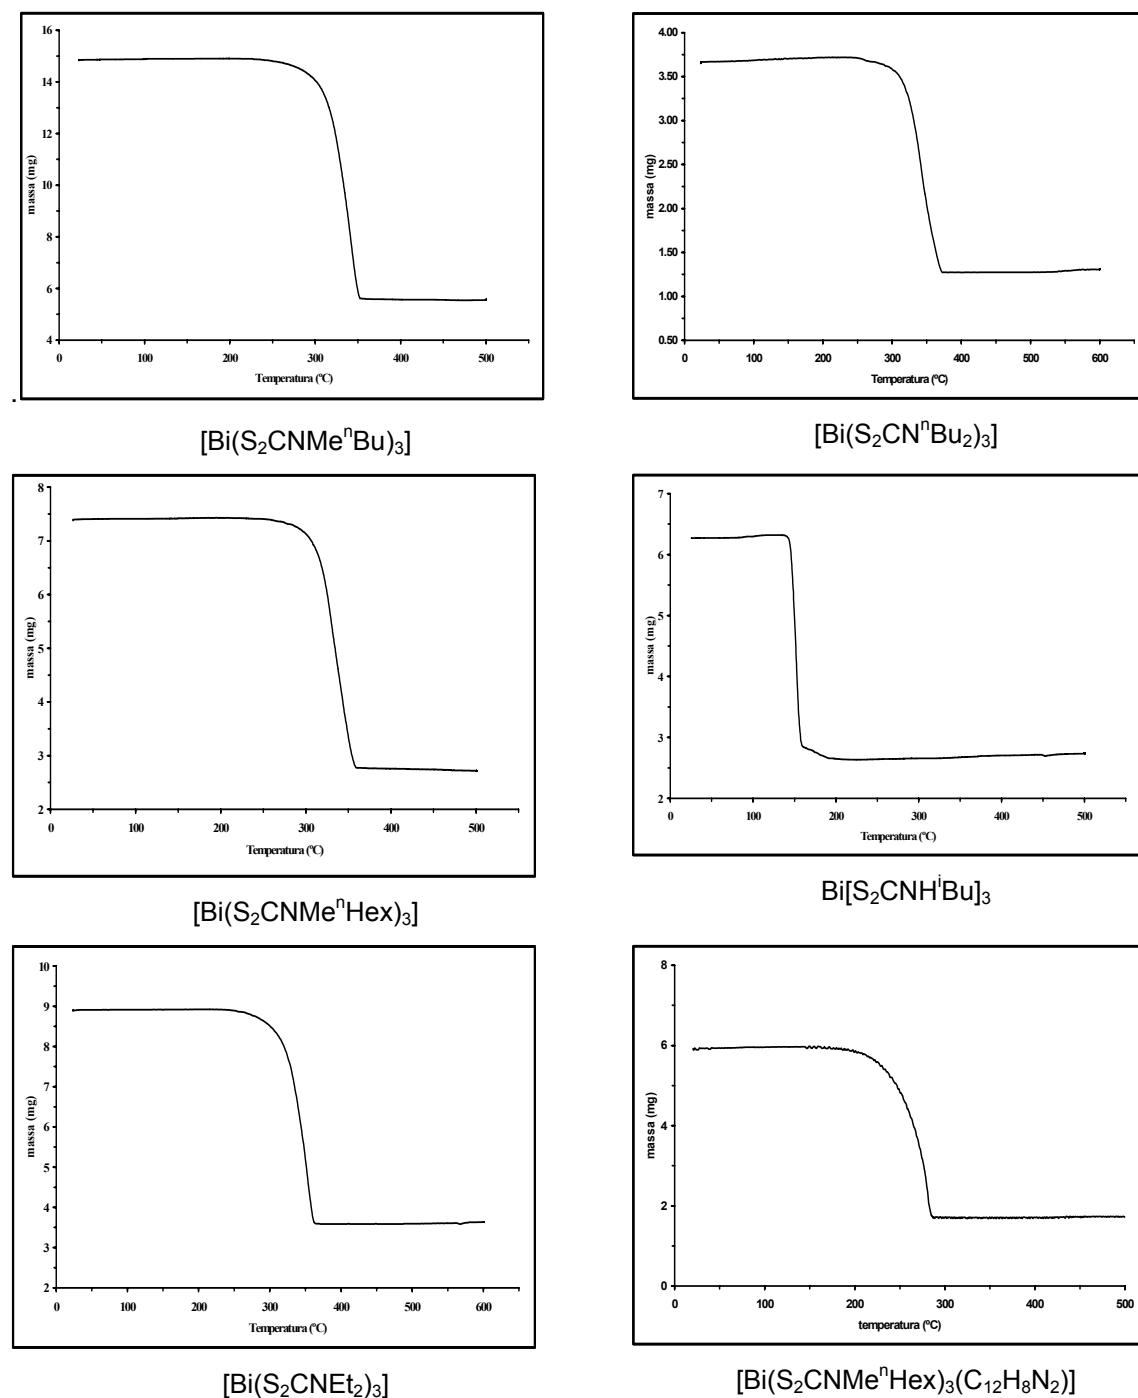 16
14
12
10
8
6
4
0 100 200 300 400 500
massa (mg)
Temperatura (ºC)
.
[Bi(S₂CNMeⁿBu)₃]
4.00
3.50
3.00
2.50
2.00
1.50
1.00
0.50
0 100 200 300 400 500 600
massa (mg)
Temperatura (ºC)
[Bi(S₂CNⁿBu₂)₃]
8
7
6
5
4
3
2
0 100 200 300 400 500
massa (mg)
Temperatura (ºC)
[Bi(S₂CNMeⁿHex)₃]
7
6
5
4
3
2
0 100 200 300 400 500
massa (mg)
Temperatura (ºC)
Bi[S₂CNHⁱBu]₃
10
9
8
7
6
5
4
3
2
0 100 200 300 400 500 600
massa (mg)
Temperatura (ºC)
[Bi(S₂CNEt₂)₃]
8
6
4
2
0
0 100 200 300 400 500
massa (mg)
temperatura (ºC)
[Bi(S₂CNMeⁿHex)₃(C₁₂H₈N₂)]